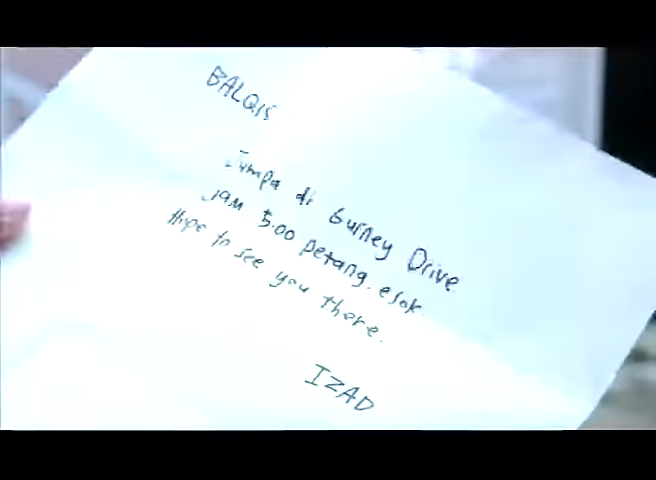 BALQIS
Jumpa di Gurney Drive
jam 5.00 petang. esok.
Hope to see you there.
IZAD